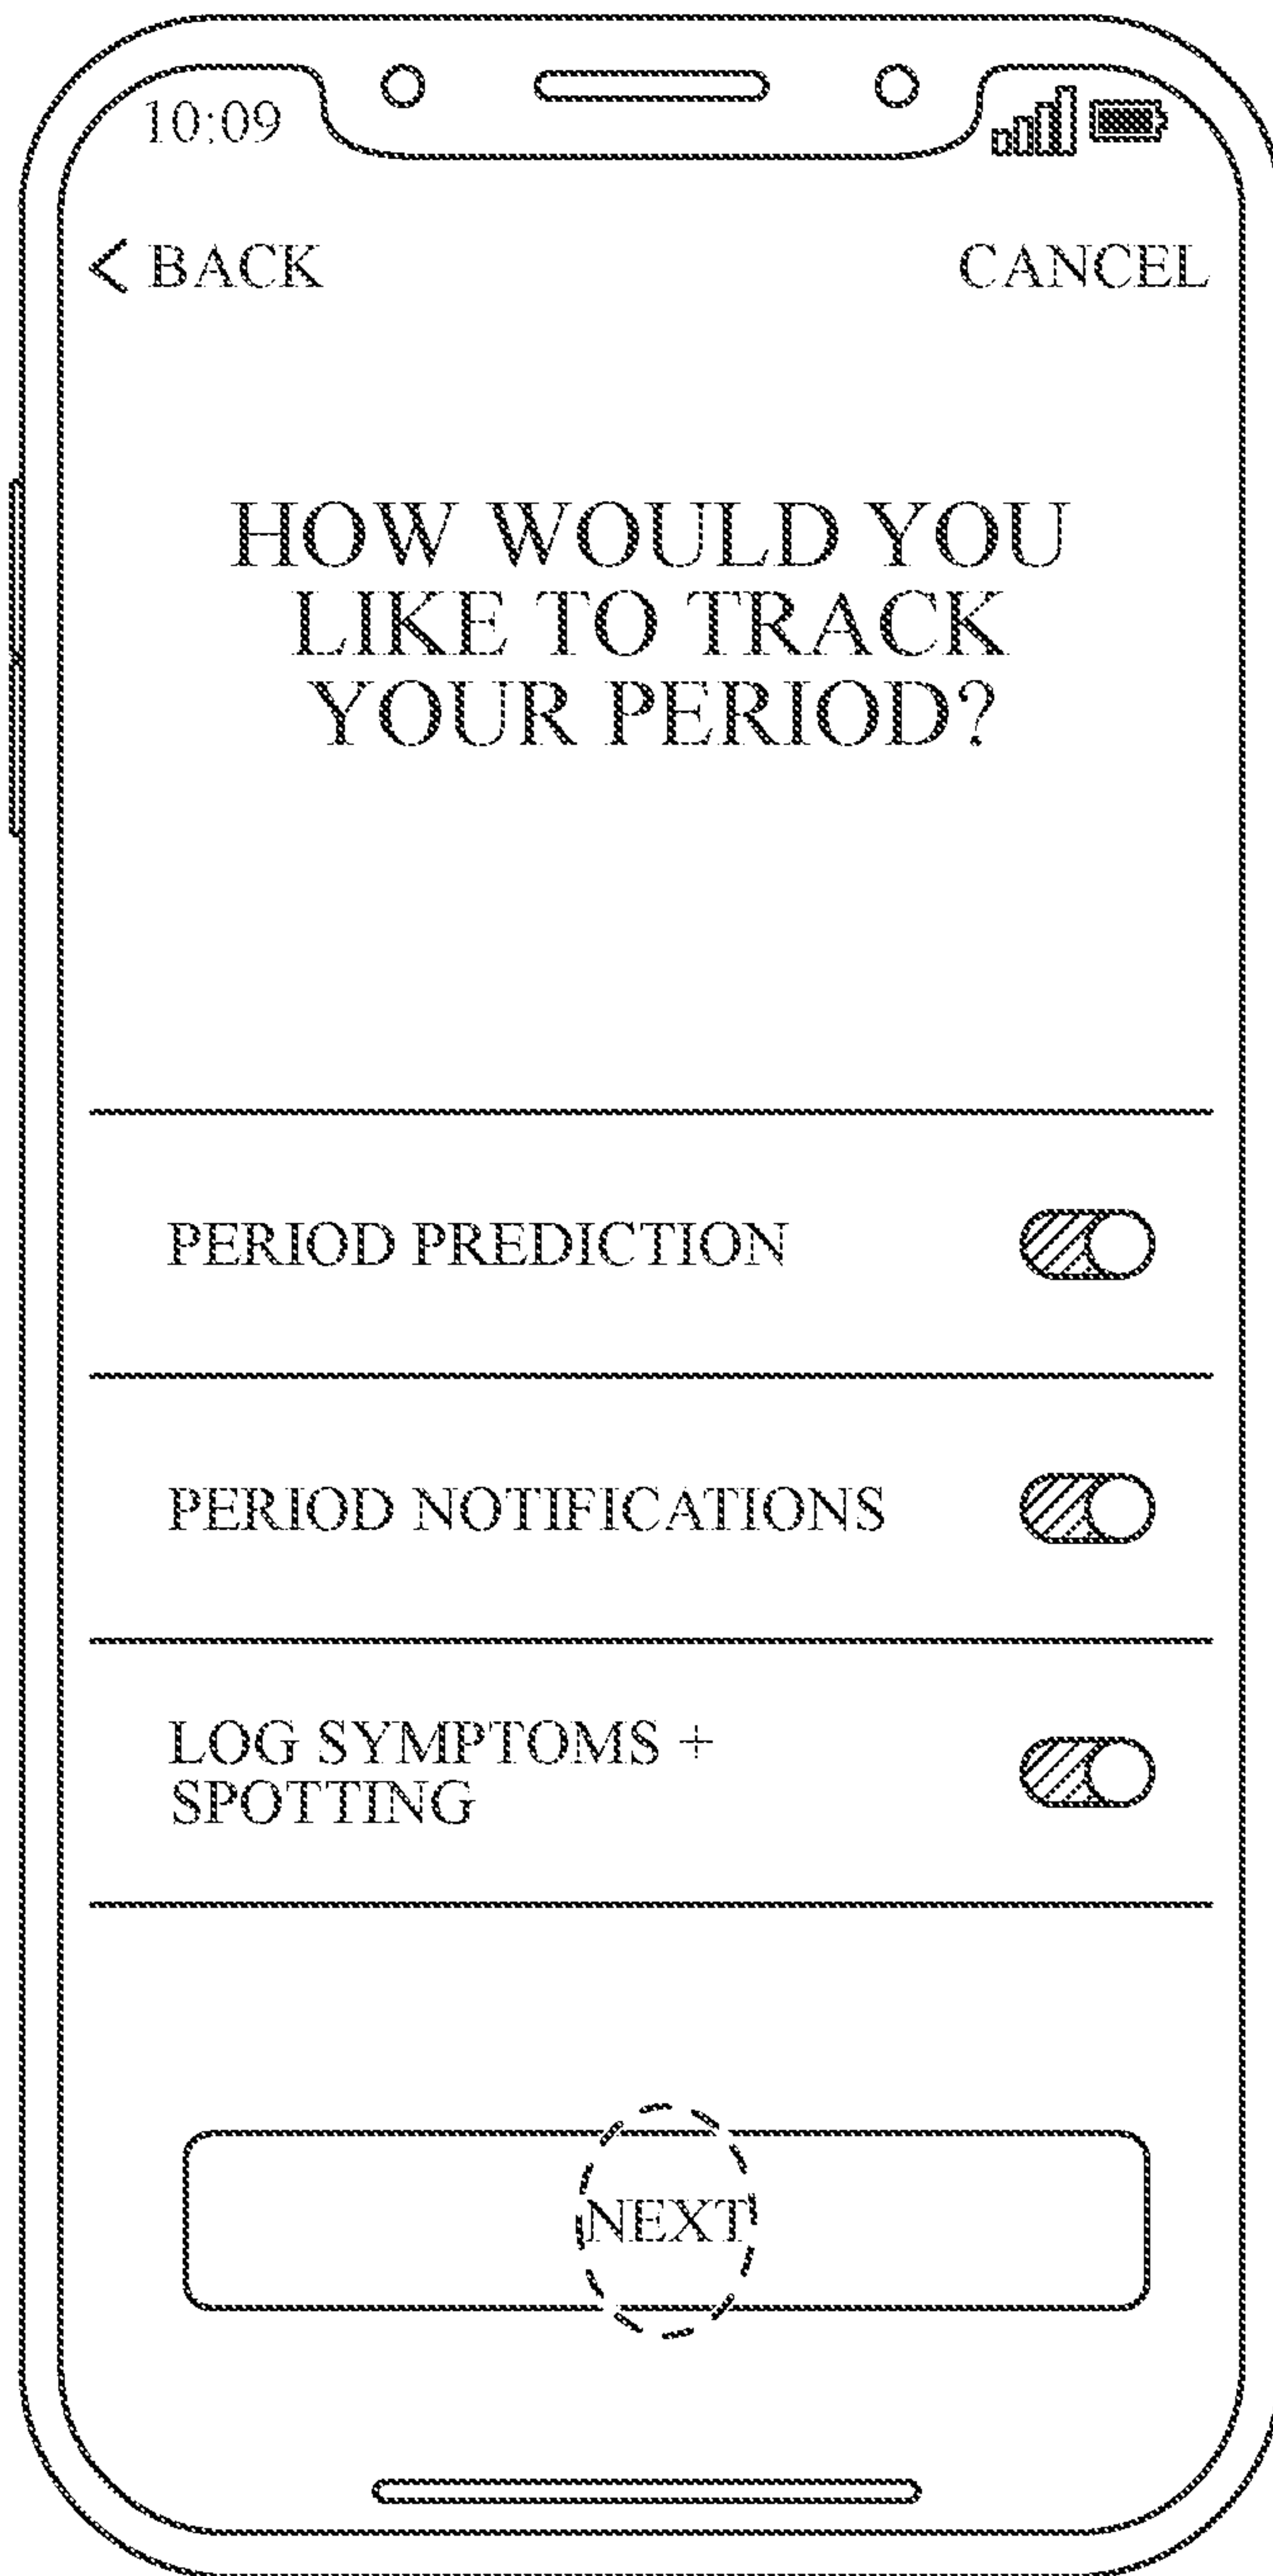 10:09
< BACK
CANCEL
HOW WOULD YOU
LIKE TO TRACK
YOUR PERIOD?
PERIOD PREDICTION
PERIOD NOTIFICATIONS
LOG SYMPTOMS +
SPOTTING
NEXT